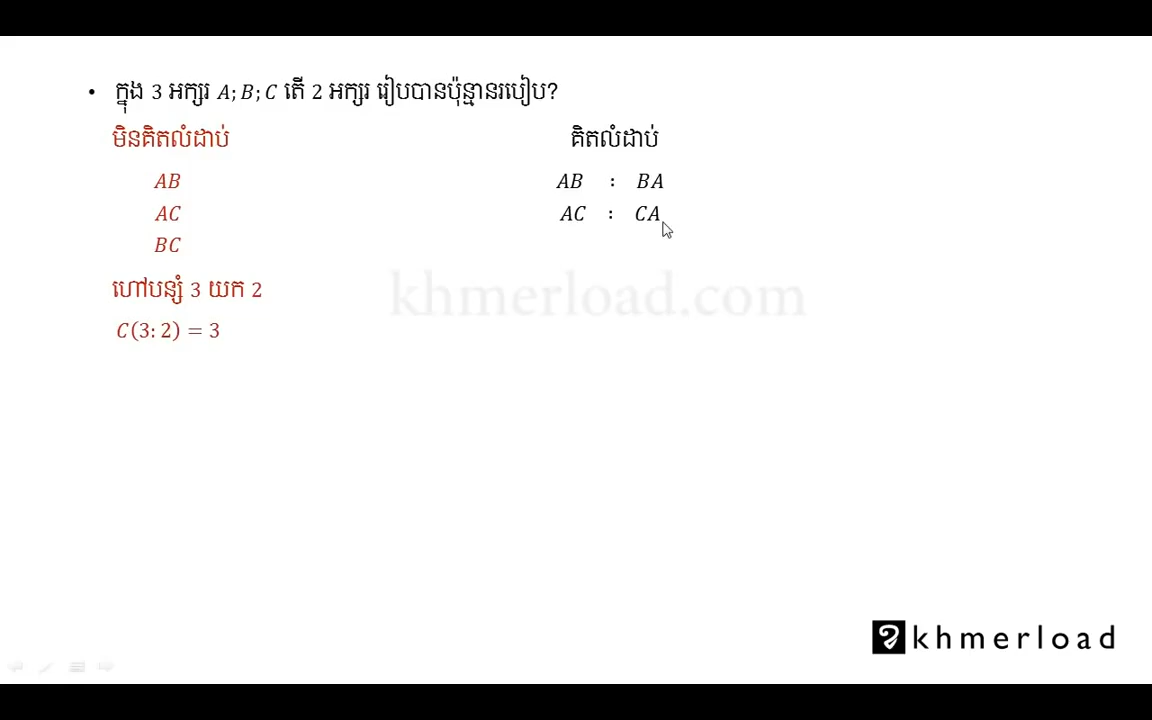 • ក្នុង 3 អក្សរ A; B; C តើ 2 អក្សរ រៀបបានប៉ុន្មានរបៀប?
មិនគិតលំដាប់
AB
AC
BC
ហៅបន្សំ 3 យក 2
C(3: 2) = 3
គិតលំដាប់
AB : BA
AC : CA
khmerload.com
khmerload